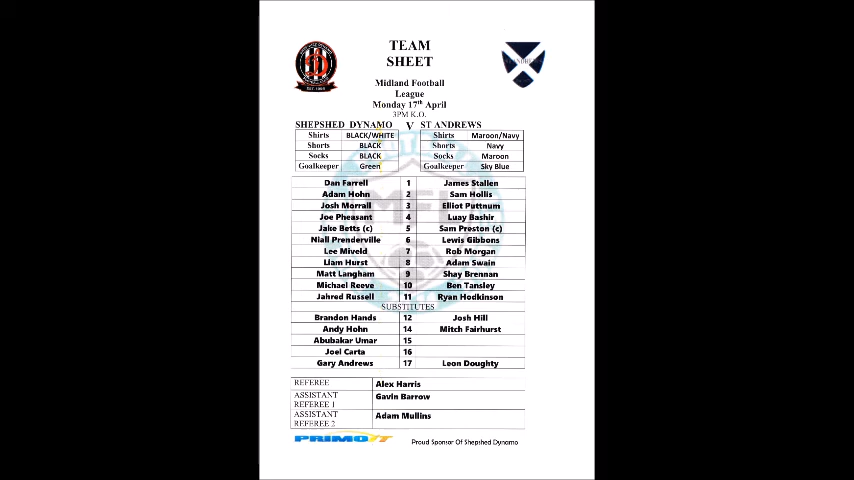 TEAM
SHEET
Midland Football
League
Monday 17th April
3PM K.O.
SHEPSHED DYNAMO V ST ANDREWS
Shirts BLACK/WHITE Shirts Maroon/Navy
Shorts BLACK Shorts Navy
Socks BLACK Socks Maroon
Goalkeeper Green Goalkeeper Sky Blue
Dan Farrell 1 James Stallen
Adam Hohn 2 Sam Hollis
Josh Morrall 3 Elliot Puttnum
Joe Pheasant 4 Luay Bashir
Jake Betts (c) 5 Sam Preston (c)
Niall Prenderville 6 Lewis Gibbons
Lee Miveld 7 Rob Morgan
Liam Hurst 8 Adam Swain
Matt Langham 9 Shay Brennan
Michael Reeve 10 Ben Tansley
Jahred Russell 11 Ryan Hodkinson
SUBSTITUTES
Brandon Hands 12 Josh Hill
Andy Hohn 14 Mitch Fairhurst
Abubakar Umar 15
Joel Carta 16
Gary Andrews 17 Leon Doughty
REFEREE Alex Harris
ASSISTANT Gavin Barrow
REFEREE 1
ASSISTANT Adam Mullins
REFEREE 2
PRIMO IT Proud Sponsor Of Shepshed Dynamo